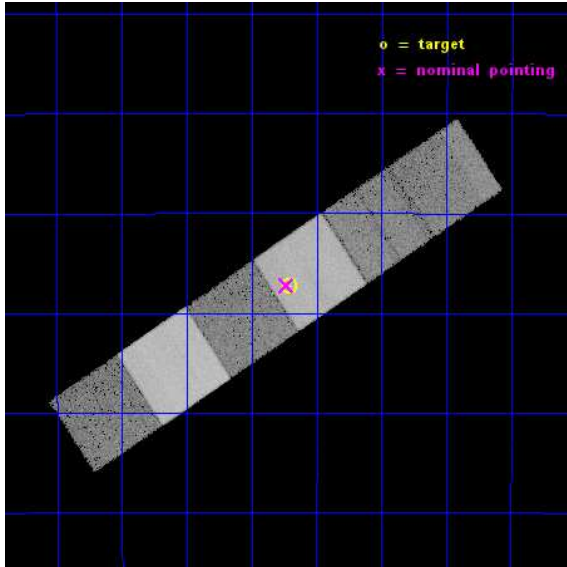 o = target
x = nominal pointing